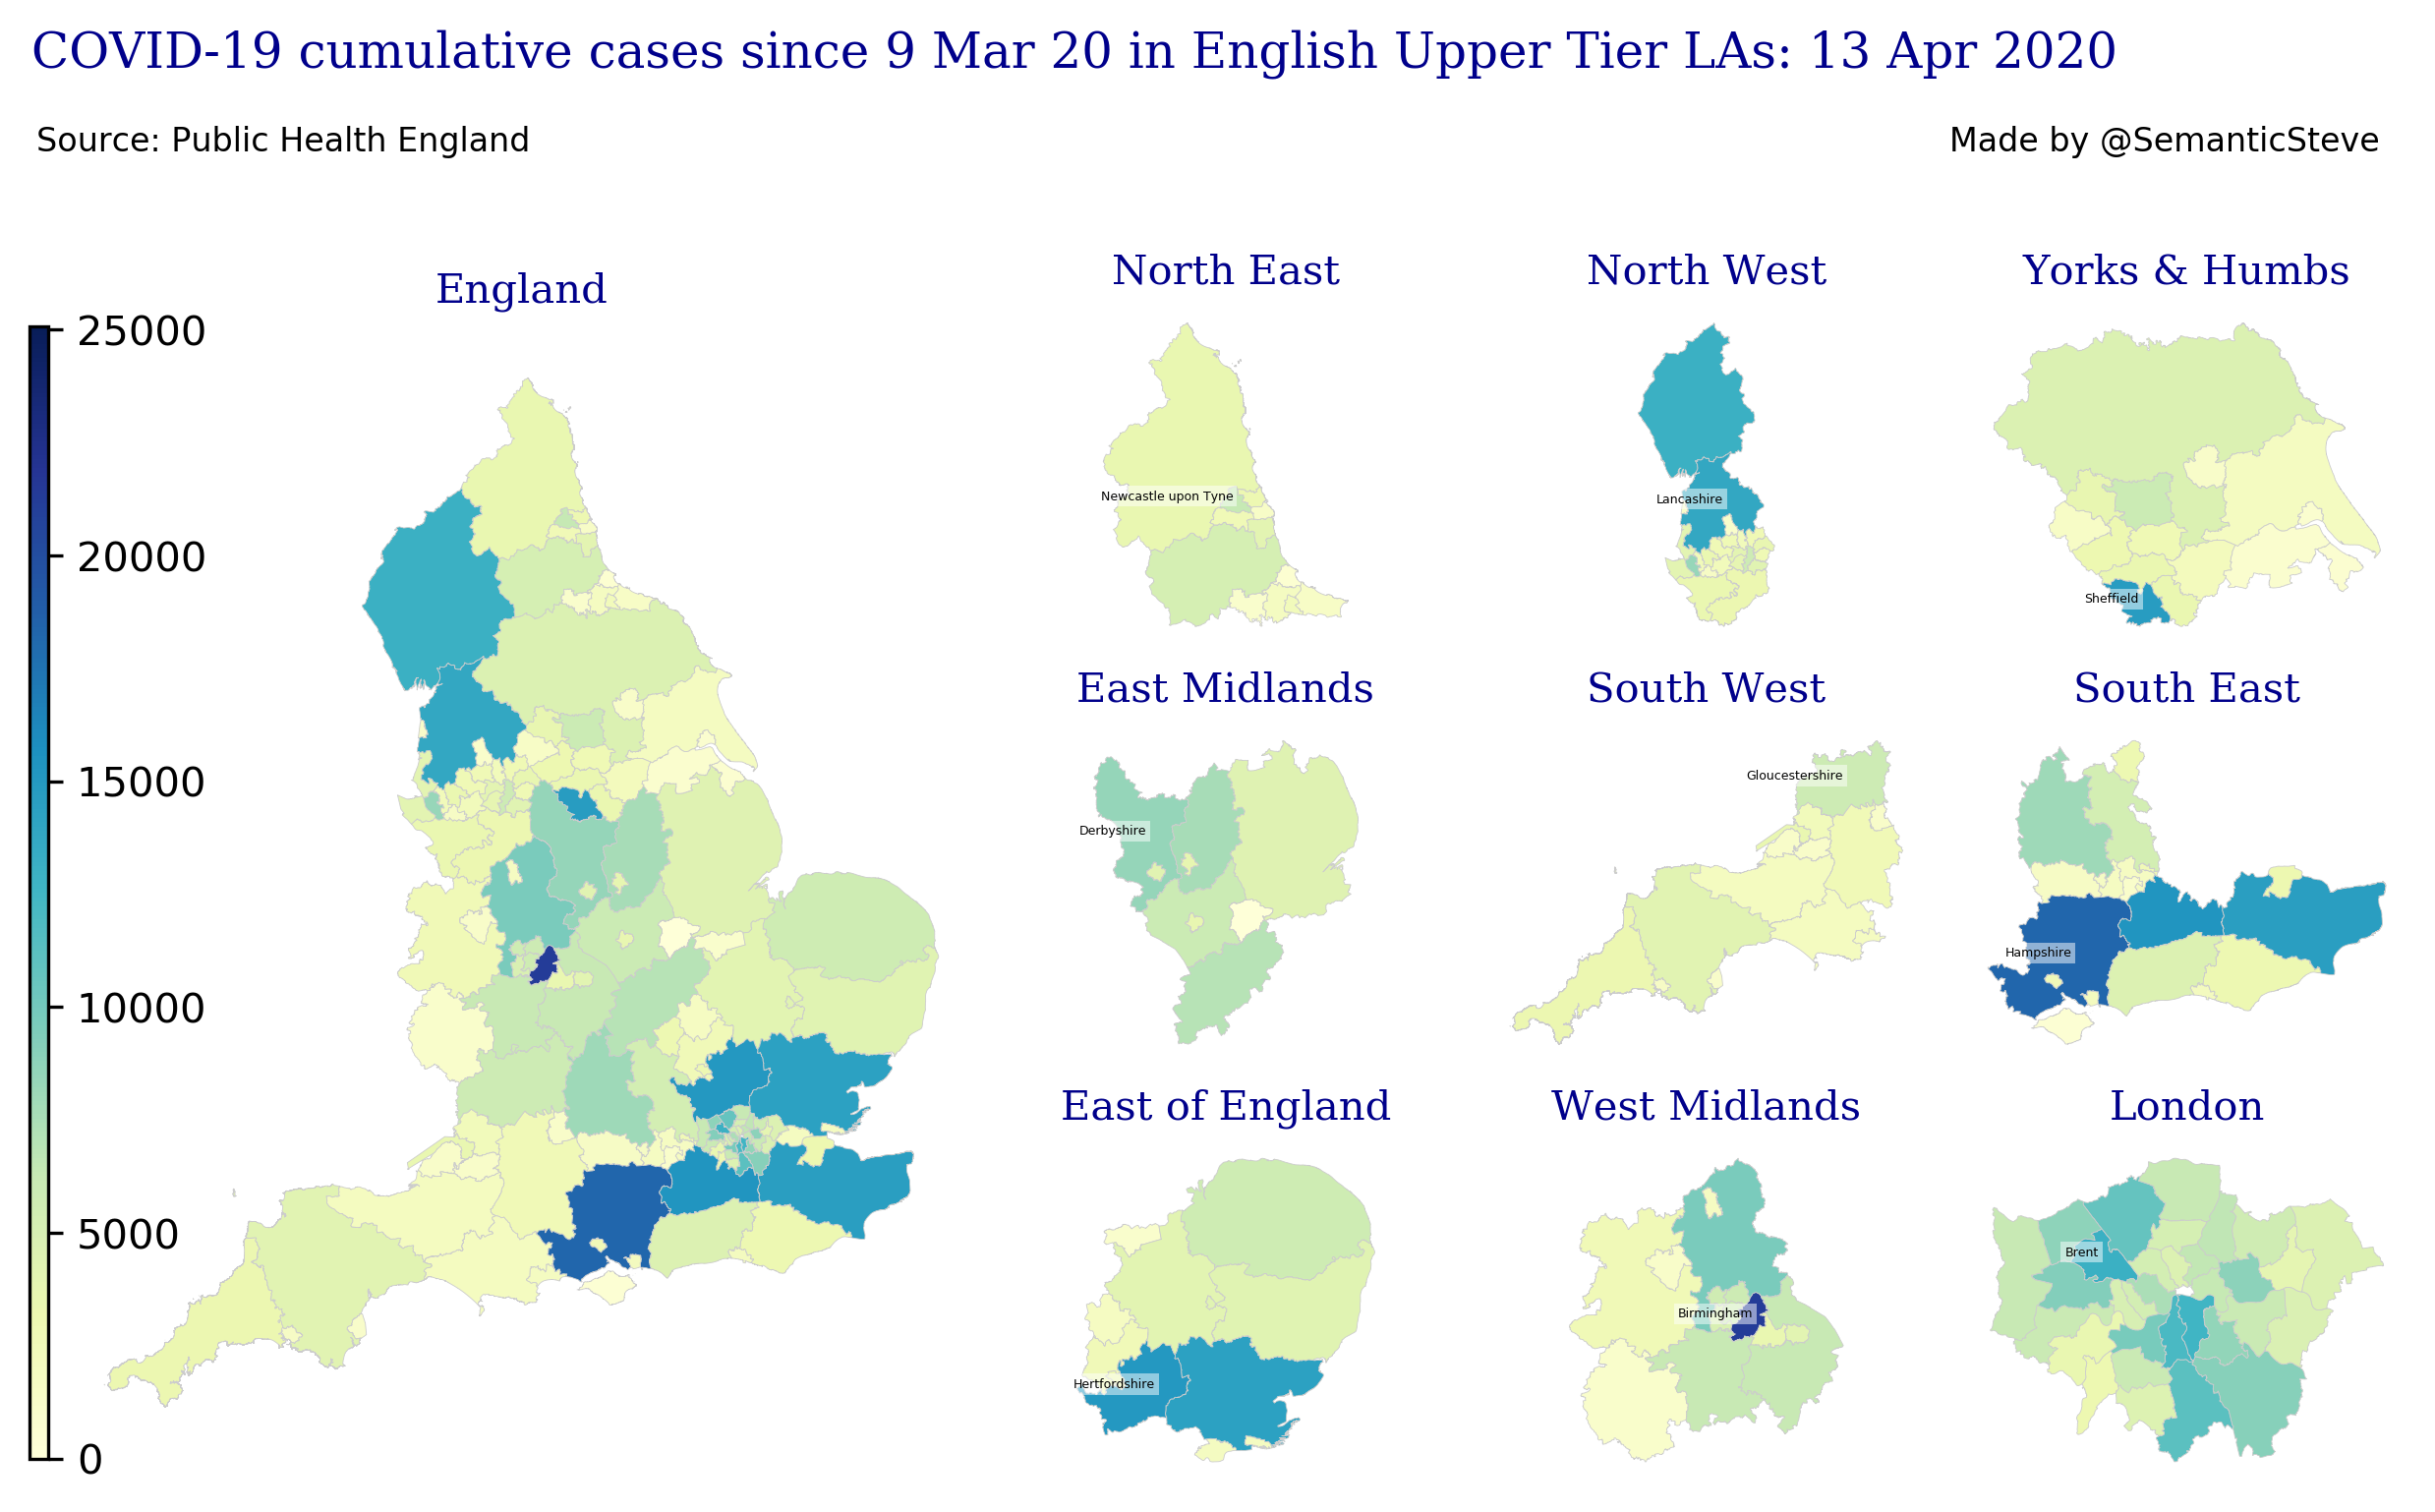 COVID-19 cumulative cases since 9 Mar 20 in English Upper Tier LAs: 13 Apr 2020
Source: Public Health England
Made by @SemanticSteve
England
25000
20000
15000
10000
5000
0
North East
Newcastle upon Tyne
North West
Lancashire
Yorks & Humbs
Sheffield
East Midlands
Derbyshire
South West
Gloucestershire
South East
Hampshire
East of England
Hertfordshire
West Midlands
Birmingham
London
Brent